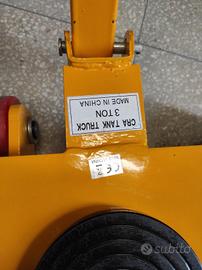 CRA TANK TRUCK
3 TON
MADE IN CHINA
CE
subito